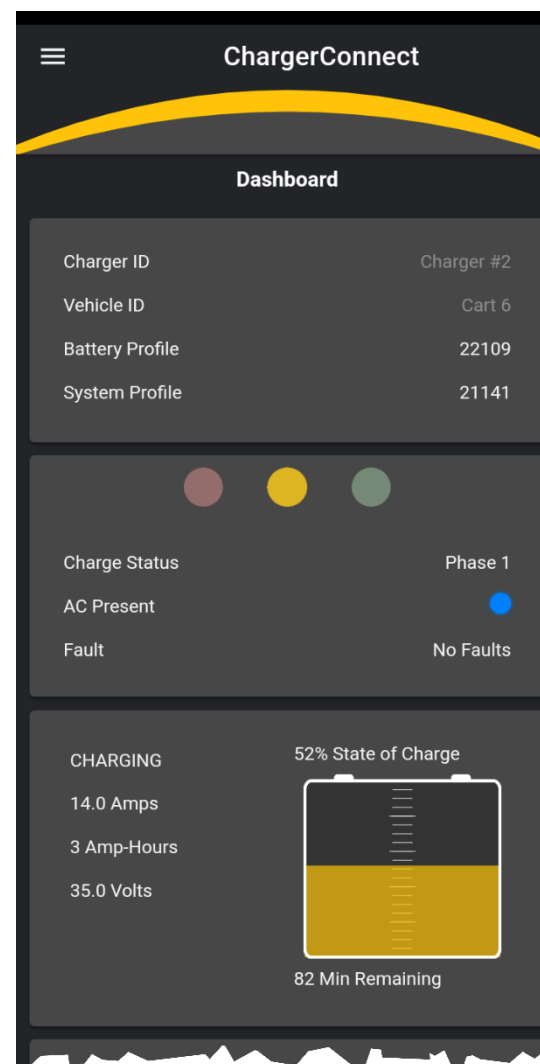 ChargerConnect
Dashboard
Charger ID Charger #2
Vehicle ID Cart 6
Battery Profile 22109
System Profile 21141
Charge Status Phase 1
AC Present
Fault No Faults
CHARGING
14.0 Amps
3 Amp-Hours
35.0 Volts
52% State of Charge
82 Min Remaining